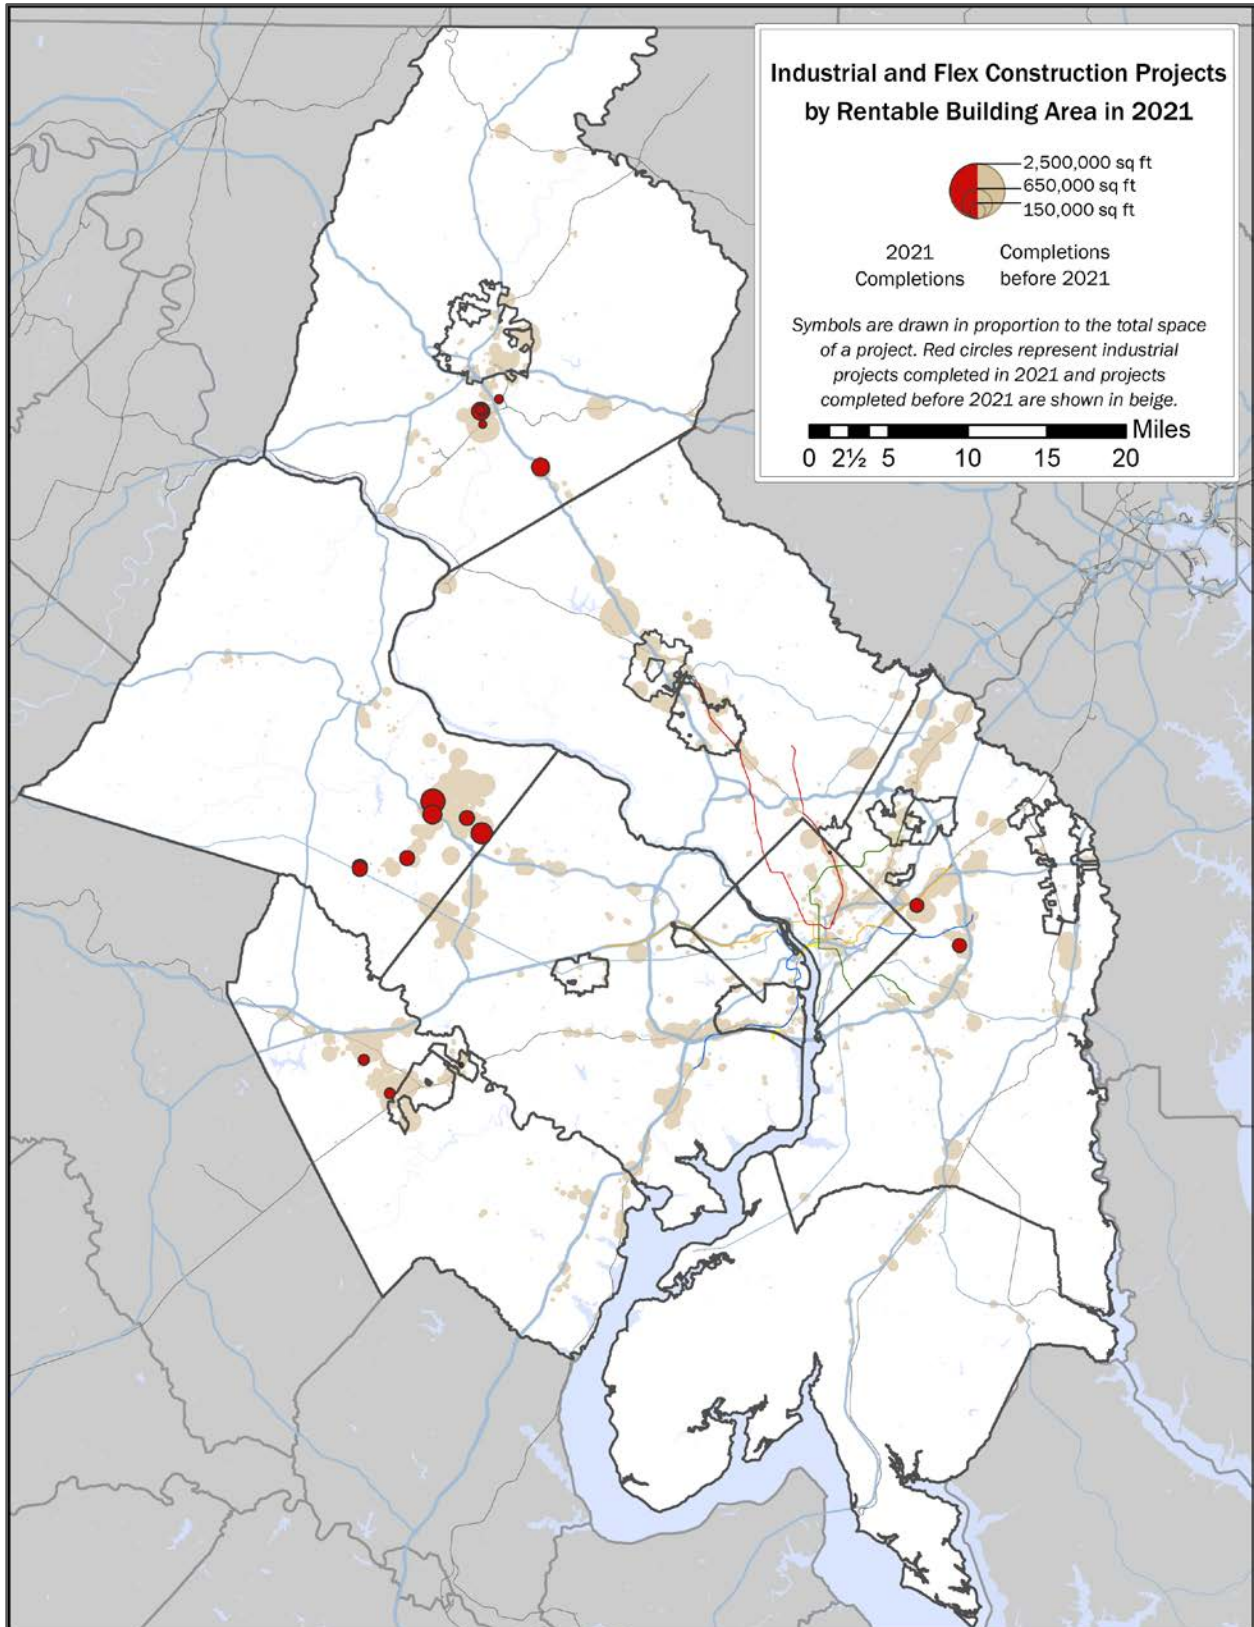 Industrial and Flex Construction Projects
by Rentable Building Area in 2021
2,500,000 sq ft
650,000 sq ft
150,000 sq ft
2021
Completions
Completions
before 2021
Symbols are drawn in proportion to the total space
of a project. Red circles represent industrial
projects completed in 2021 and projects
completed before 2021 are shown in beige.
Miles
0 2½ 5 10 15 20